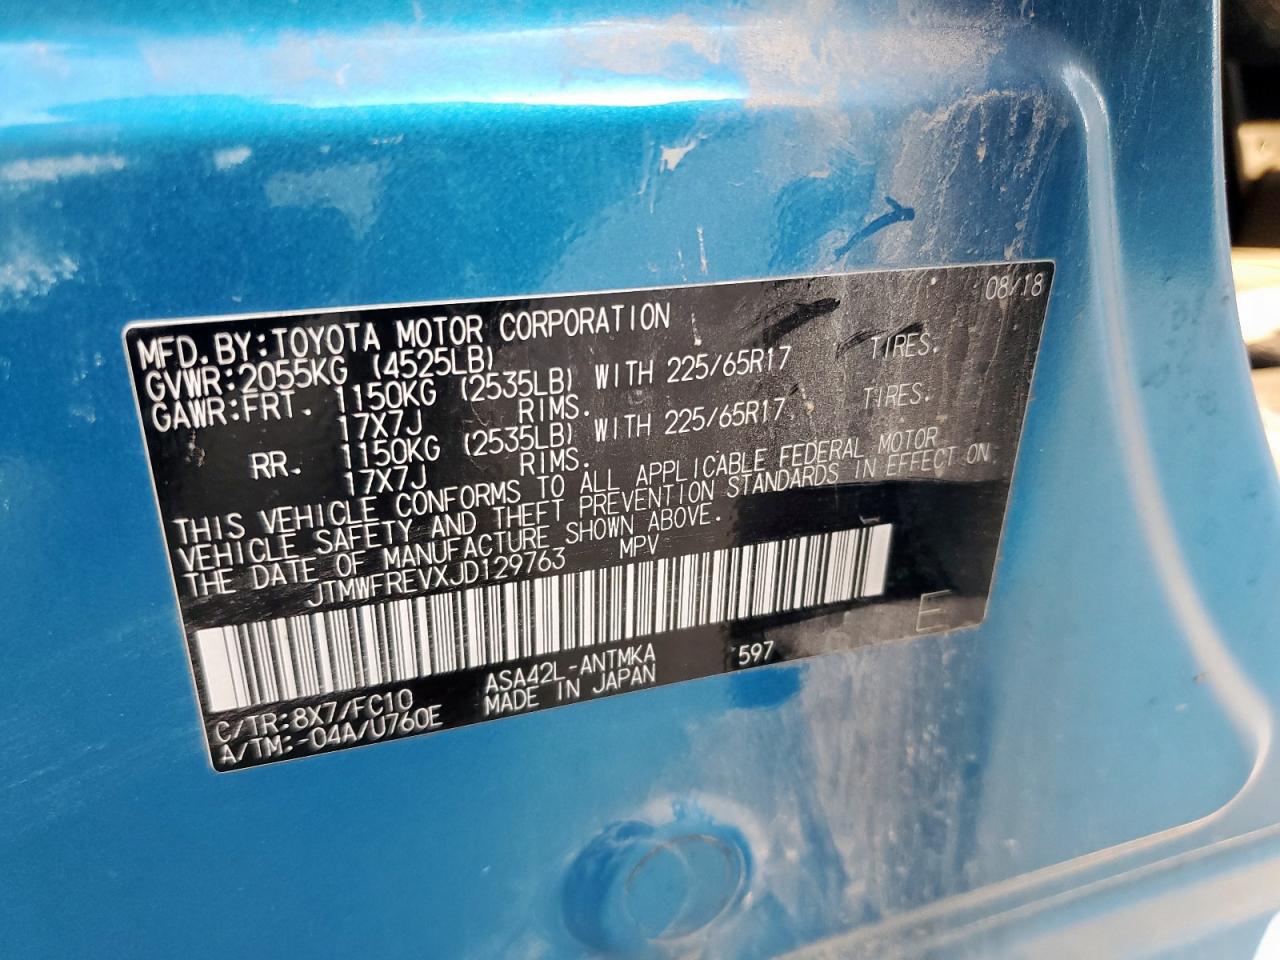 08/18
MFD.BY:TOYOTA MOTOR CORPORATION
GVWR:2055KG (4525LB)
GAWR:FRT. 1150KG (2535LB) WITH 225/65R17 TIRES.
17X7J RIMS.
RR. 1150KG (2535LB) WITH 225/65R17 TIRES.
17X7J RIMS.
THIS VEHICLE CONFORMS TO ALL APPLICABLE FEDERAL MOTOR
VEHICLE SAFETY AND THEFT PREVENTION STANDARDS IN EFFECT ON
THE DATE OF MANUFACTURE SHOWN ABOVE.
JTMWFREVXJD129763 MPV
C/TR:8X7/FC10 ASA42L-ANTMKA 597 E
A/TM:-04A/U760E MADE IN JAPAN